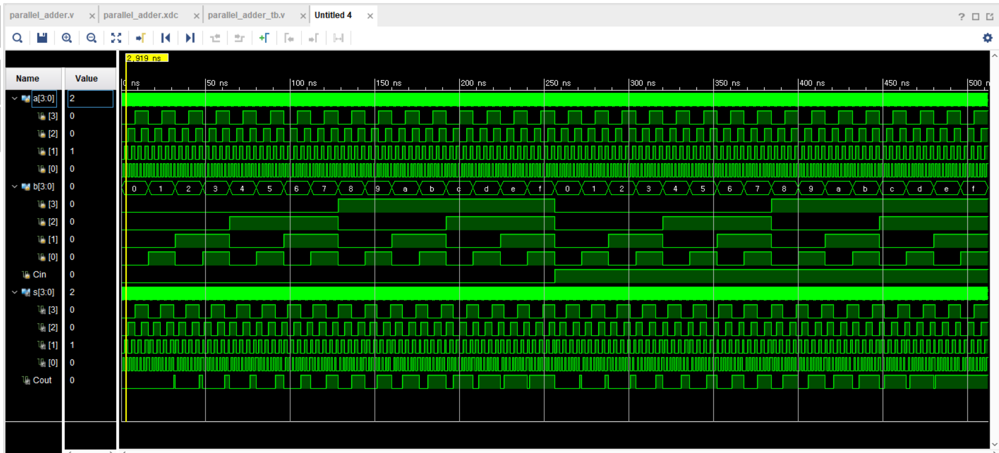 parallel_adder.v × parallel_adder.xdc × parallel_adder_tb.v × Untitled 4 ×
2,919 ns
Name Value
0 ns 50 ns 100 ns 150 ns 200 ns 250 ns 300 ns 350 ns 400 ns 450 ns 500 n
a[3:0] 2
[3] 0
[2] 0
[1] 1
[0] 0
b[3:0] 0 0 1 2 3 4 5 6 7 8 9 a b c d e f 0 1 2 3 4 5 6 7 8 9 a b c d e f
[3] 0
[2] 0
[1] 0
[0] 0
Cin 0
s[3:0] 2
[3] 0
[2] 0
[1] 1
[0] 0
Cout 0